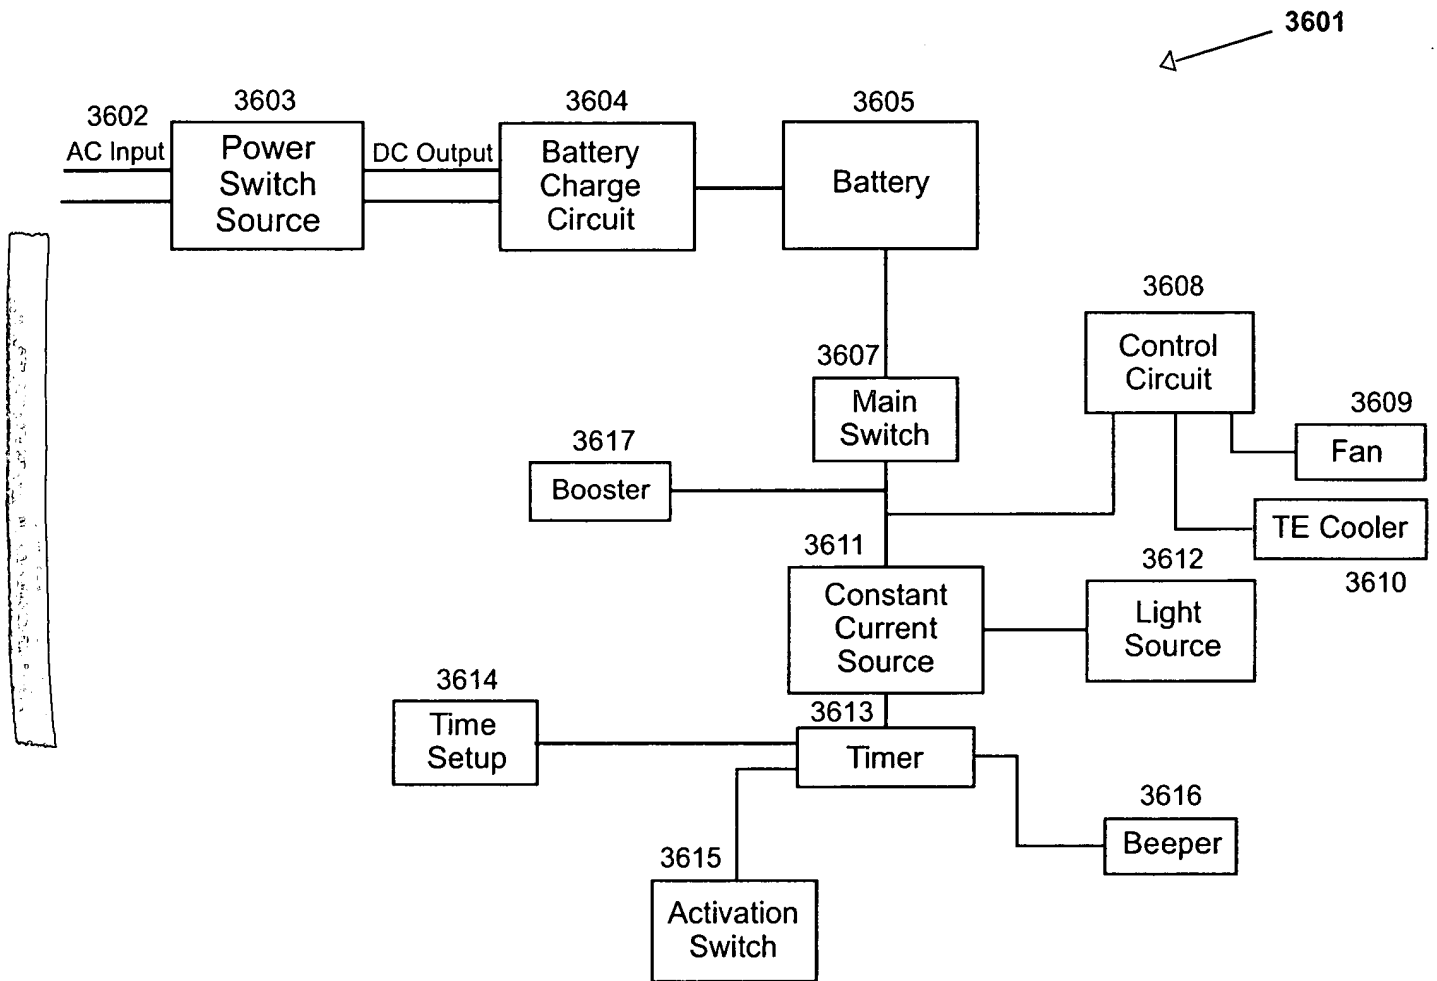 3601
3602
AC Input
3603
Power
Switch
Source
DC Output
3604
Battery
Charge
Circuit
3605
Battery
3607
Main
Switch
3608
Control
Circuit
3609
Fan
TE Cooler
3610
3617
Booster
3611
Constant
Current
Source
3612
Light
Source
3614
Time
Setup
3613
Timer
3616
Beeper
3615
Activation
Switch